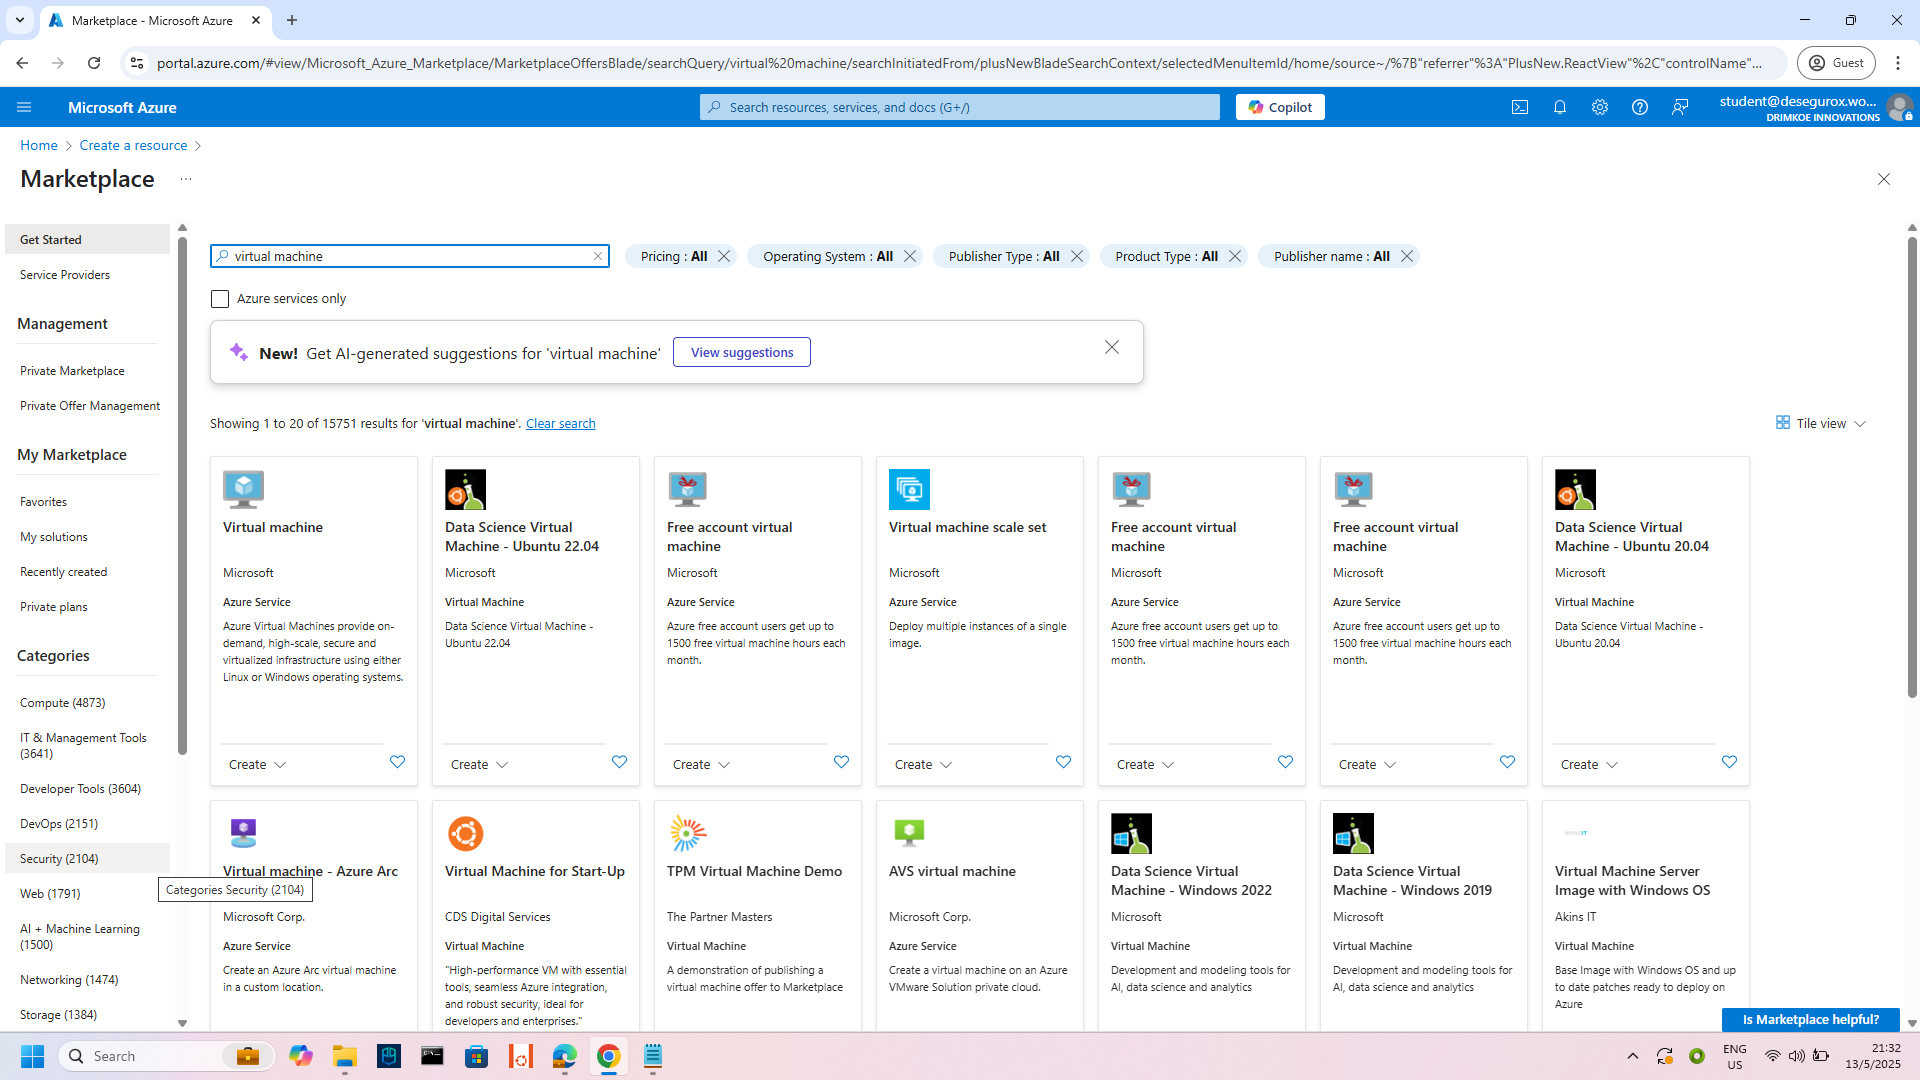 Marketplace - Microsoft Azure
portal.azure.com/#view/Microsoft_Azure_Marketplace/MarketplaceOffersBlade/searchQuery/virtual%20machine/searchInitiatedFrom/plusNewBladeSearchContext/selectedMenuItemId/home/source~/%7B"referrer"%3A"PlusNew.ReactView"%2C"controlName"...
Guest
Microsoft Azure
Search resources, services, and docs (G+/)
Copilot
student@desegurox.wo...
DRIMKOE INNOVATIONS
Home
Create a resource
Marketplace
...
Get Started
Service Providers
Management
Private Marketplace
Private Offer Management
My Marketplace
Favorites
My solutions
Recently created
Private plans
Categories
Compute (4873)
IT & Management Tools
(3641)
Developer Tools (3604)
DevOps (2151)
Security (2104)
Categories Security (2104)
Web (1791)
AI + Machine Learning
(1500)
Networking (1474)
Storage (1384)
virtual machine
Pricing : All
Operating System : All
Publisher Type : All
Product Type : All
Publisher name : All
Azure services only
New! Get AI-generated suggestions for 'virtual machine'
View suggestions
Showing 1 to 20 of 15751 results for 'virtual machine'. Clear search
Tile view
Virtual machine
Microsoft
Azure Service
Azure Virtual Machines provide on-
demand, high-scale, secure and
virtualized infrastructure using either
Linux or Windows operating systems.
Create
Data Science Virtual
Machine - Ubuntu 22.04
Microsoft
Virtual Machine
Data Science Virtual Machine -
Ubuntu 22.04
Create
Free account virtual
machine
Microsoft
Azure Service
Azure free account users get up to
1500 free virtual machine hours each
month.
Create
Virtual machine scale set
Microsoft
Azure Service
Deploy multiple instances of a single
image.
Create
Free account virtual
machine
Microsoft
Azure Service
Azure free account users get up to
1500 free virtual machine hours each
month.
Create
Free account virtual
machine
Microsoft
Azure Service
Azure free account users get up to
1500 free virtual machine hours each
month.
Create
Data Science Virtual
Machine - Ubuntu 20.04
Microsoft
Virtual Machine
Data Science Virtual Machine -
Ubuntu 20.04
Create
Virtual machine - Azure Arc
Microsoft Corp.
Azure Service
Create an Azure Arc virtual machine
in a custom location.
Virtual Machine for Start-Up
CDS Digital Services
Virtual Machine
"High-performance VM with essential
tools, seamless Azure integration,
and robust security, ideal for
developers and enterprises."
TPM Virtual Machine Demo
The Partner Masters
Virtual Machine
A demonstration of publishing a
virtual machine offer to Marketplace
AVS virtual machine
Microsoft Corp.
Azure Service
Create a virtual machine on an Azure
VMware Solution private cloud.
Data Science Virtual
Machine - Windows 2022
Microsoft
Virtual Machine
Development and modeling tools for
AI, data science and analytics
Data Science Virtual
Machine - Windows 2019
Microsoft
Virtual Machine
Development and modeling tools for
AI, data science and analytics
Virtual Machine Server
Image with Windows OS
Akins IT
Virtual Machine
Base Image with Windows OS and up
to date patches ready to deploy on
Azure
Is Marketplace helpful?
Search
ENG
US
21:32
13/5/2025